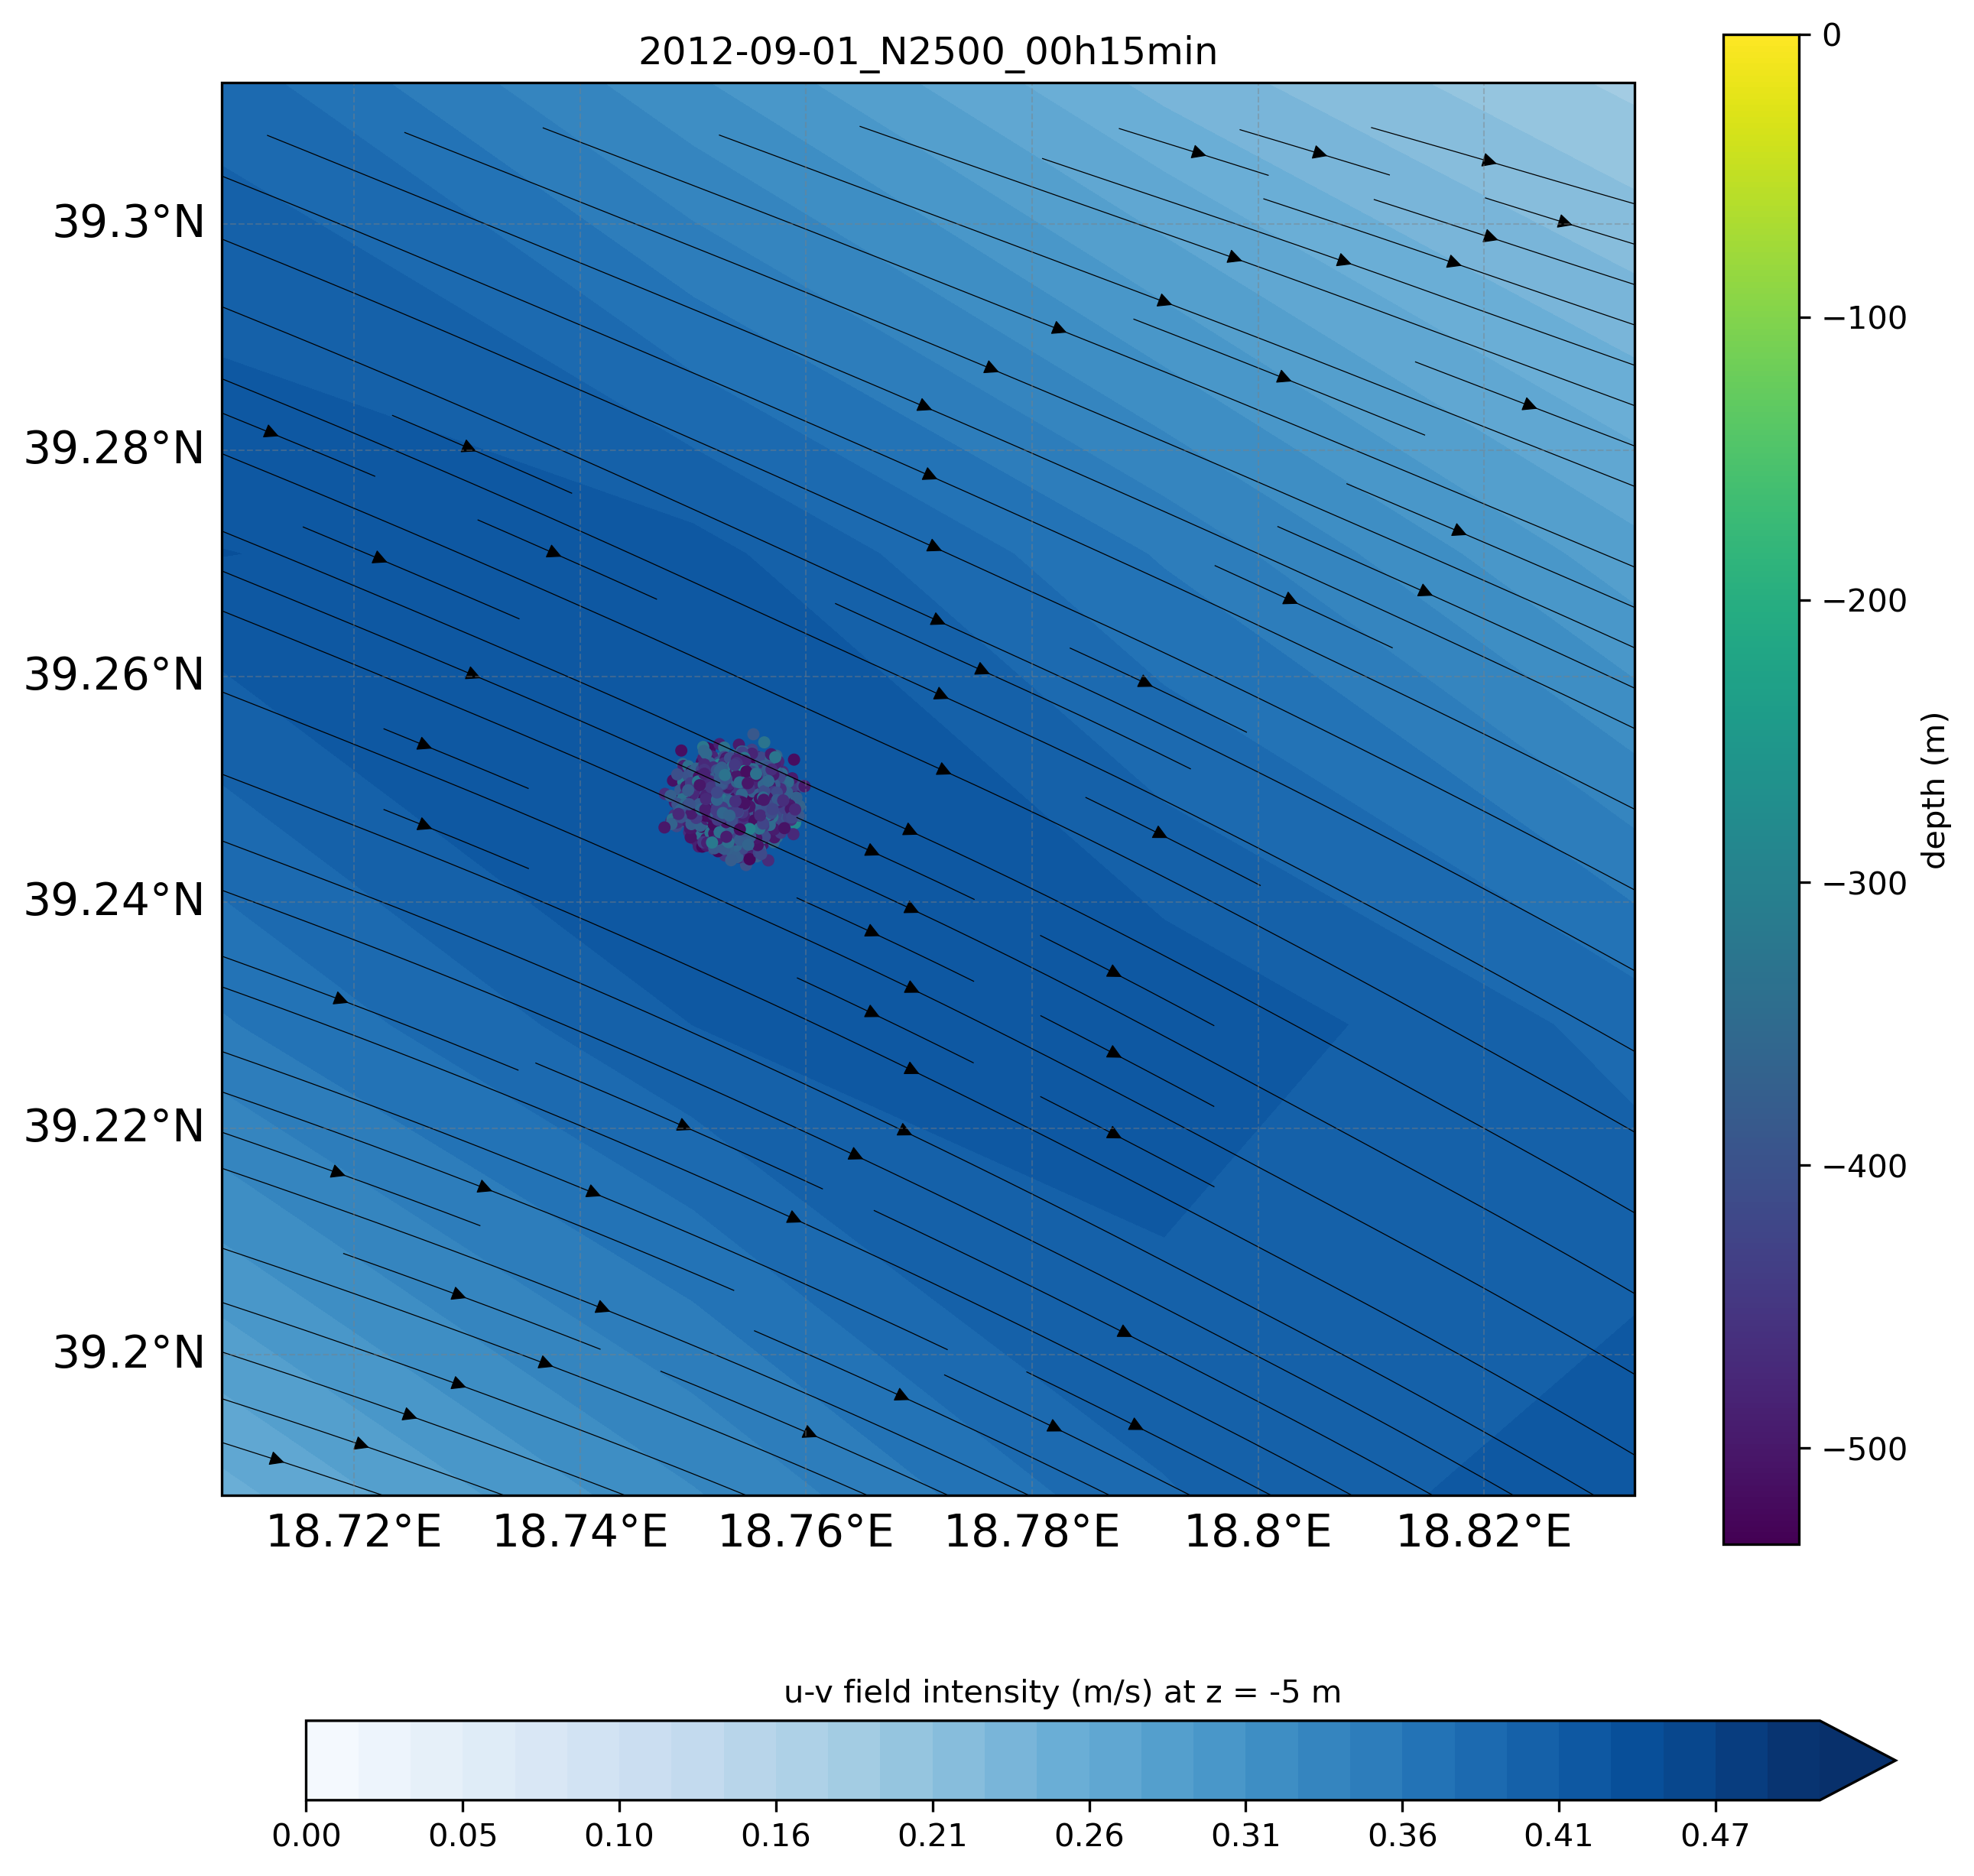 2012-09-01_N2500_00h15min
39.3°N
39.28°N
39.26°N
39.24°N
39.22°N
39.2°N
18.72°E 18.74°E 18.76°E 18.78°E 18.8°E 18.82°E
0
−100
−200
−300
−400
−500
depth (m)
u-v field intensity (m/s) at z = -5 m
0.00 0.05 0.10 0.16 0.21 0.26 0.31 0.36 0.41 0.47